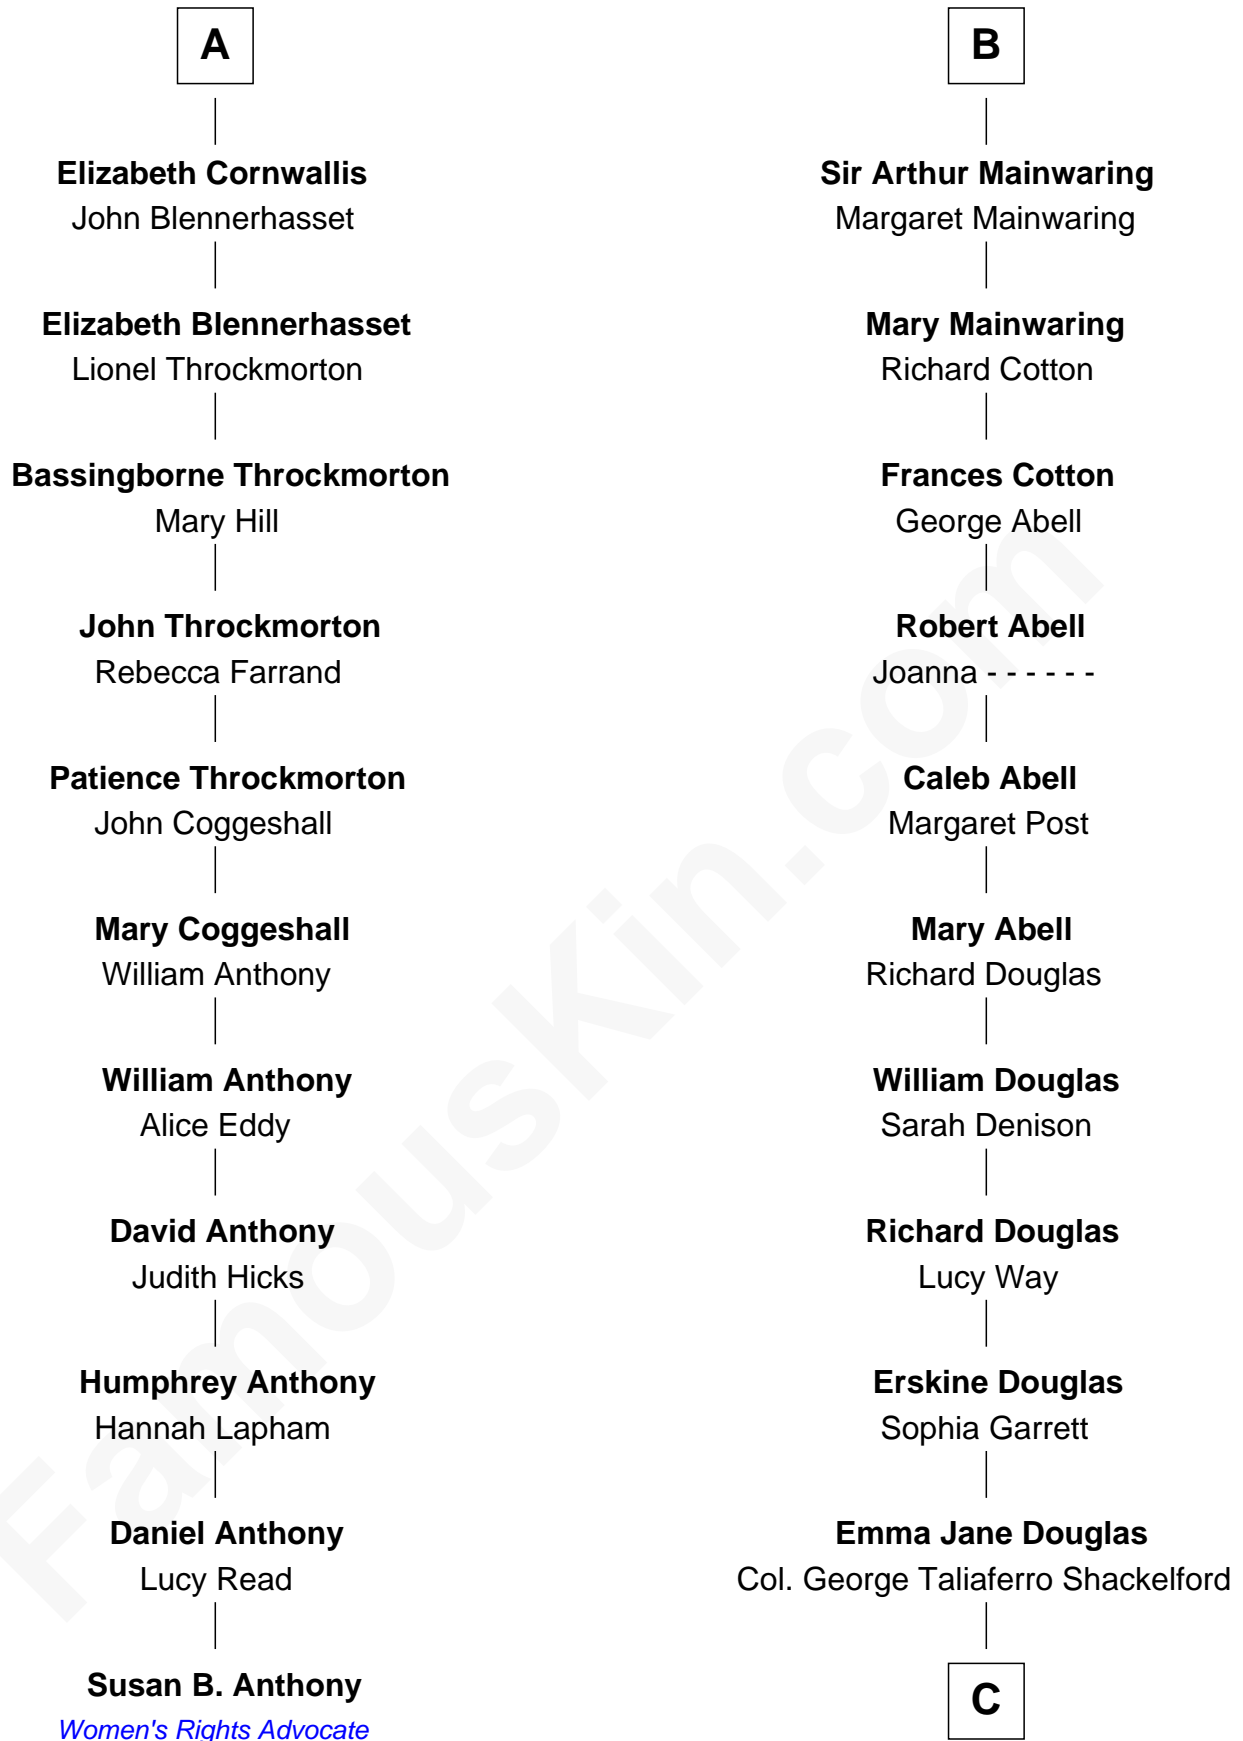 A
Elizabeth Cornwallis
John Blennerhasset
Elizabeth Blennerhasset
Lionel Throckmorton
Bassingborne Throckmorton
Mary Hill
John Throckmorton
Rebecca Farrand
Patience Throckmorton
John Coggeshall
Mary Coggeshall
William Anthony
William Anthony
Alice Eddy
David Anthony
Judith Hicks
Humphrey Anthony
Hannah Lapham
Daniel Anthony
Lucy Read
Susan B. Anthony
Women's Rights Advocate
B
Sir Arthur Mainwaring
Margaret Mainwaring
Mary Mainwaring
Richard Cotton
Frances Cotton
George Abell
Robert Abell
Joanna - - - - - -
Caleb Abell
Margaret Post
Mary Abell
Richard Douglas
William Douglas
Sarah Denison
Richard Douglas
Lucy Way
Erskine Douglas
Sophia Garrett
Emma Jane Douglas
Col. George Taliaferro Shackelford
C
FamousKin.com